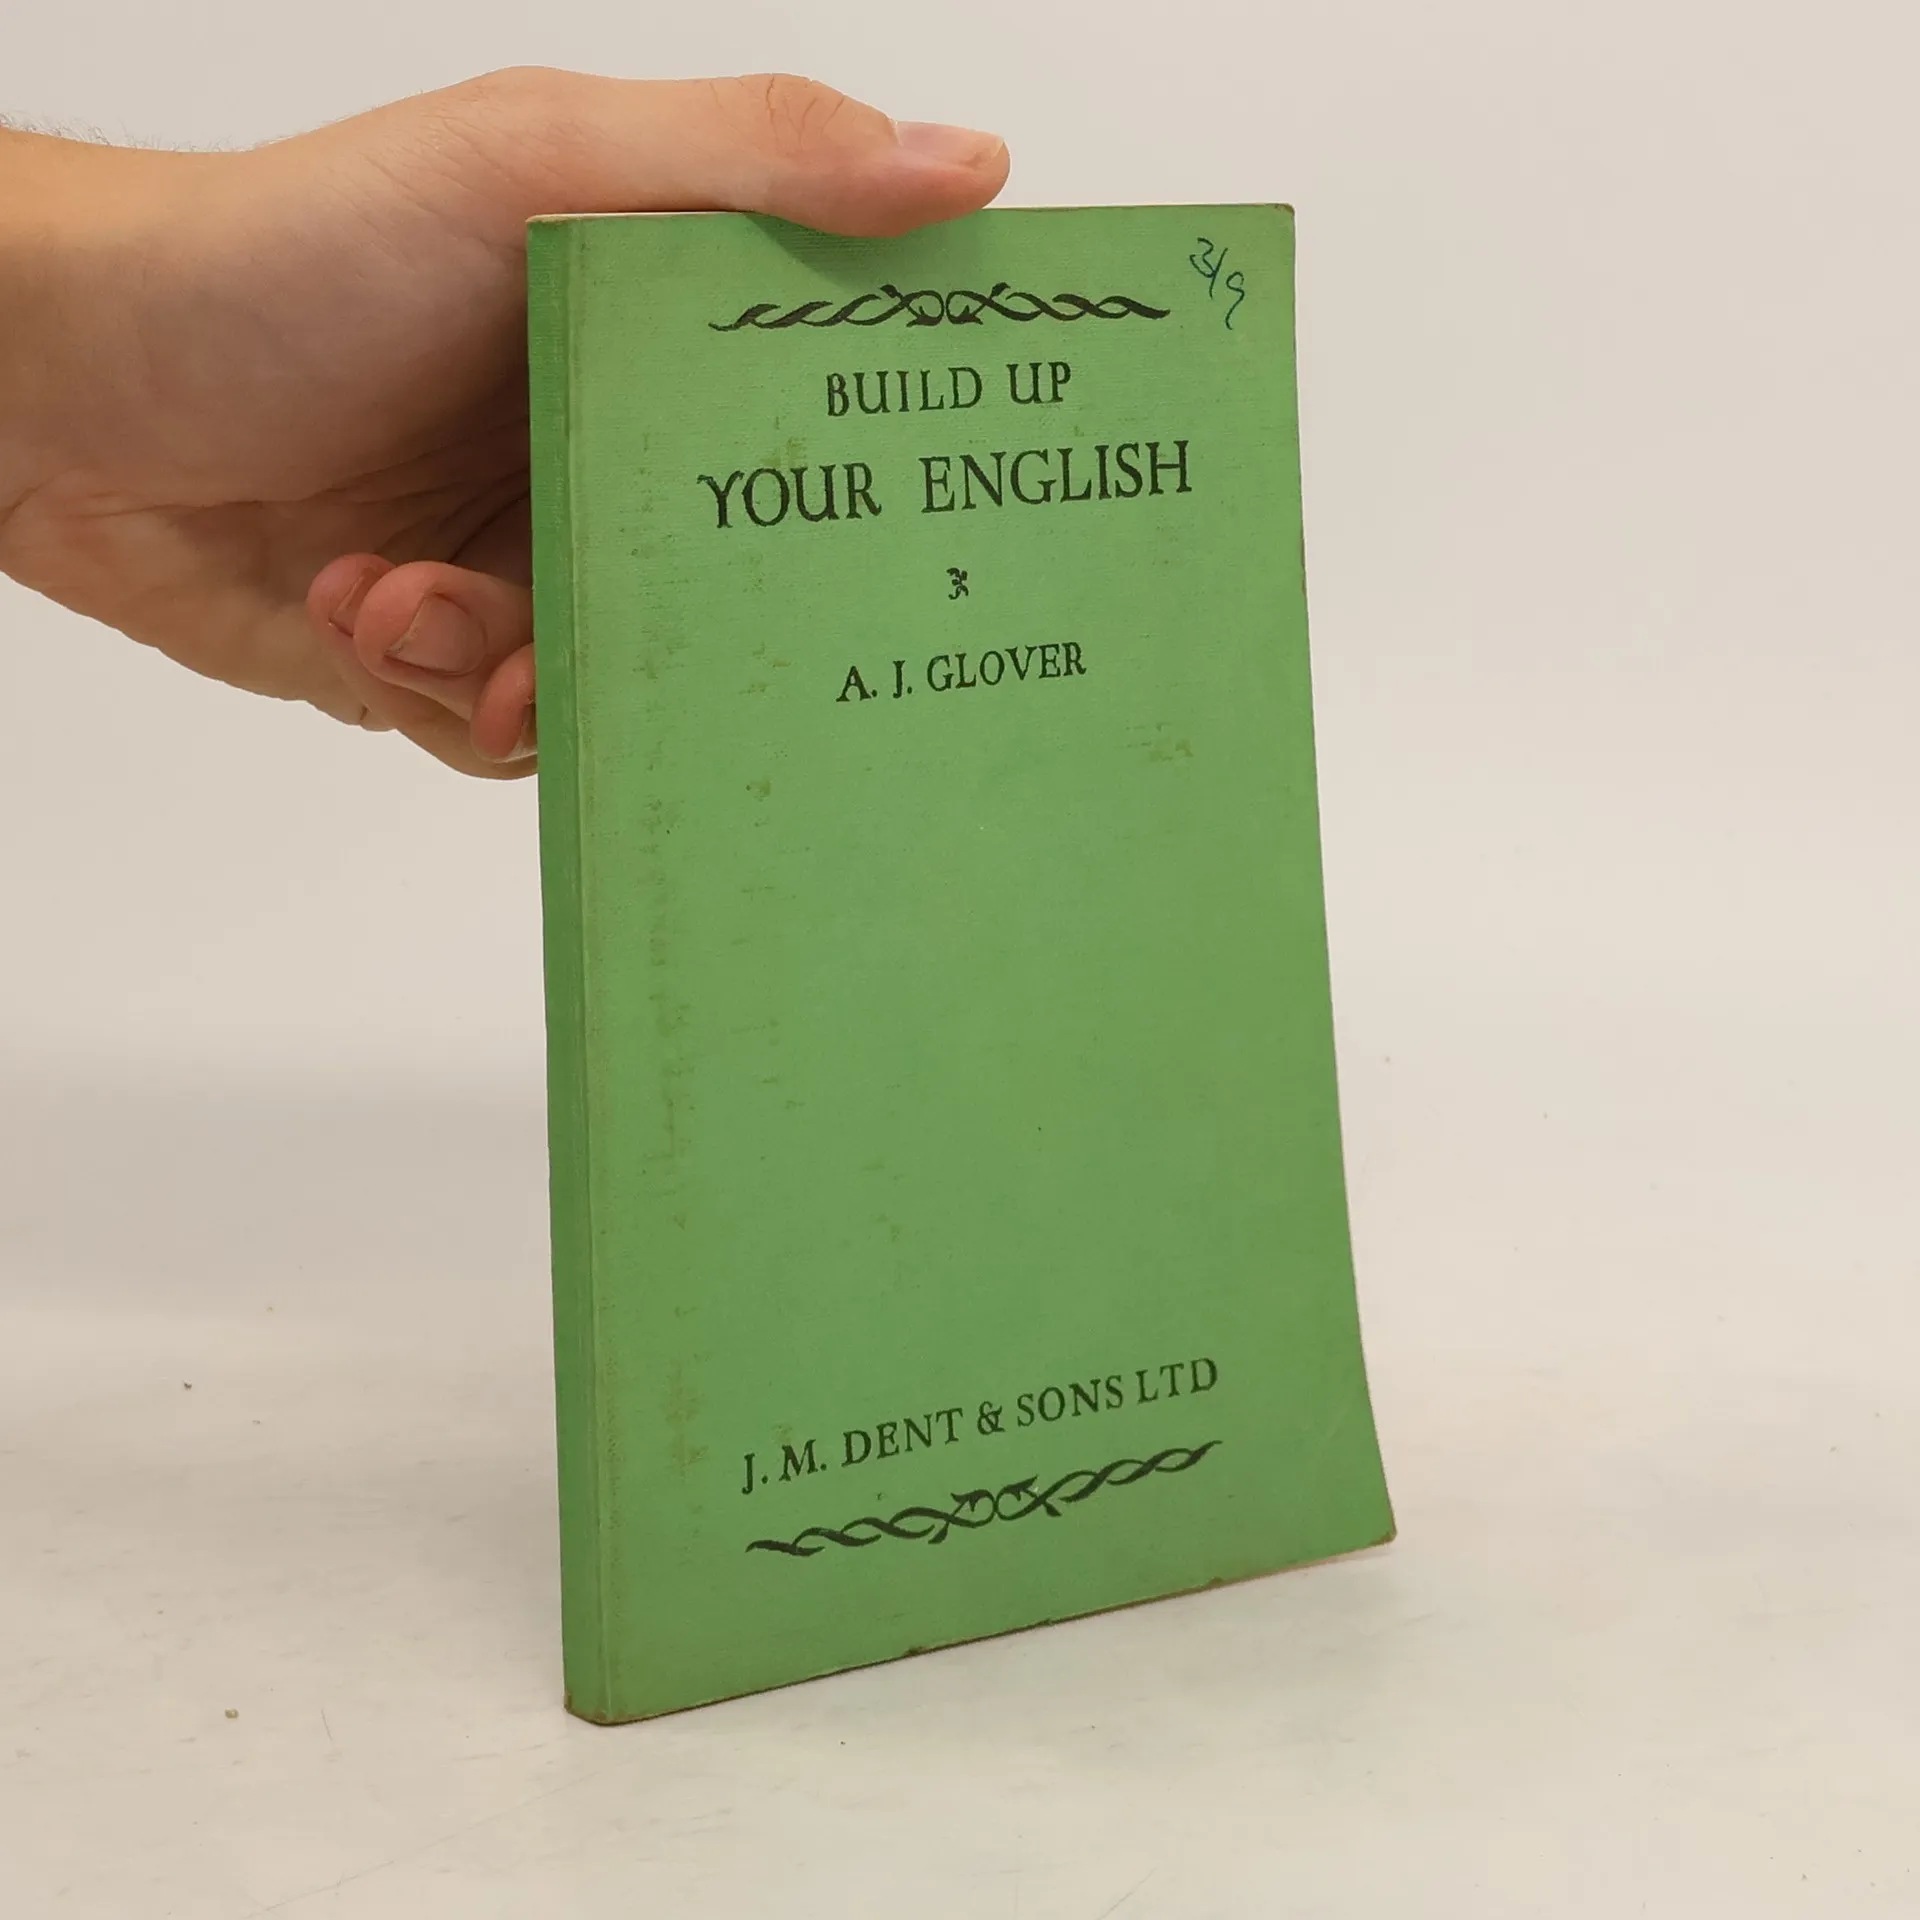 3/9
BUILD UP
YOUR ENGLISH
A. J. GLOVER
J. M. DENT & SONS LTD